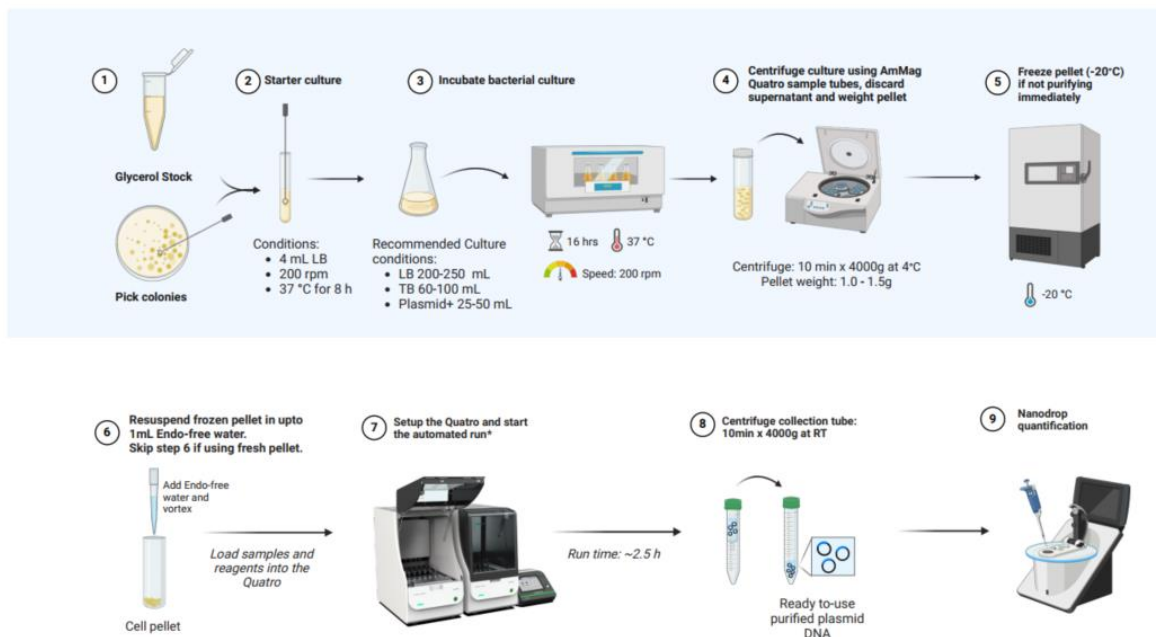 1
Glycerol Stock
Pick colonies
2 Starter culture
Conditions:
• 4 mL LB
• 200 rpm
• 37 °C for 8 h
3 Incubate bacterial culture
Recommended Culture
conditions:
• LB 200-250 mL
• TB 60-100 mL
• Plasmid+ 25-50 mL
16 hrs 37 °C
Speed: 200 rpm
4 Centrifuge culture using AmMag
Quatro sample tubes, discard
supernatant and weight pellet
Centrifuge: 10 min x 4000g at 4°C
Pellet weight: 1.0 - 1.5g
5 Freeze pellet (-20°C)
if not purifying
immediately
-20 °C
6 Resuspend frozen pellet in upto
1mL Endo-free water.
Skip step 6 if using fresh pellet.
Add Endo-free
water and
vortex
Cell pellet
Load samples and
reagents into the
Quatro
7 Setup the Quatro and start
the automated run*
Run time: ~2.5 h
8 Centrifuge collection tube:
10min x 4000g at RT
Ready to-use
purified plasmid
DNA
9 Nanodrop
quantification